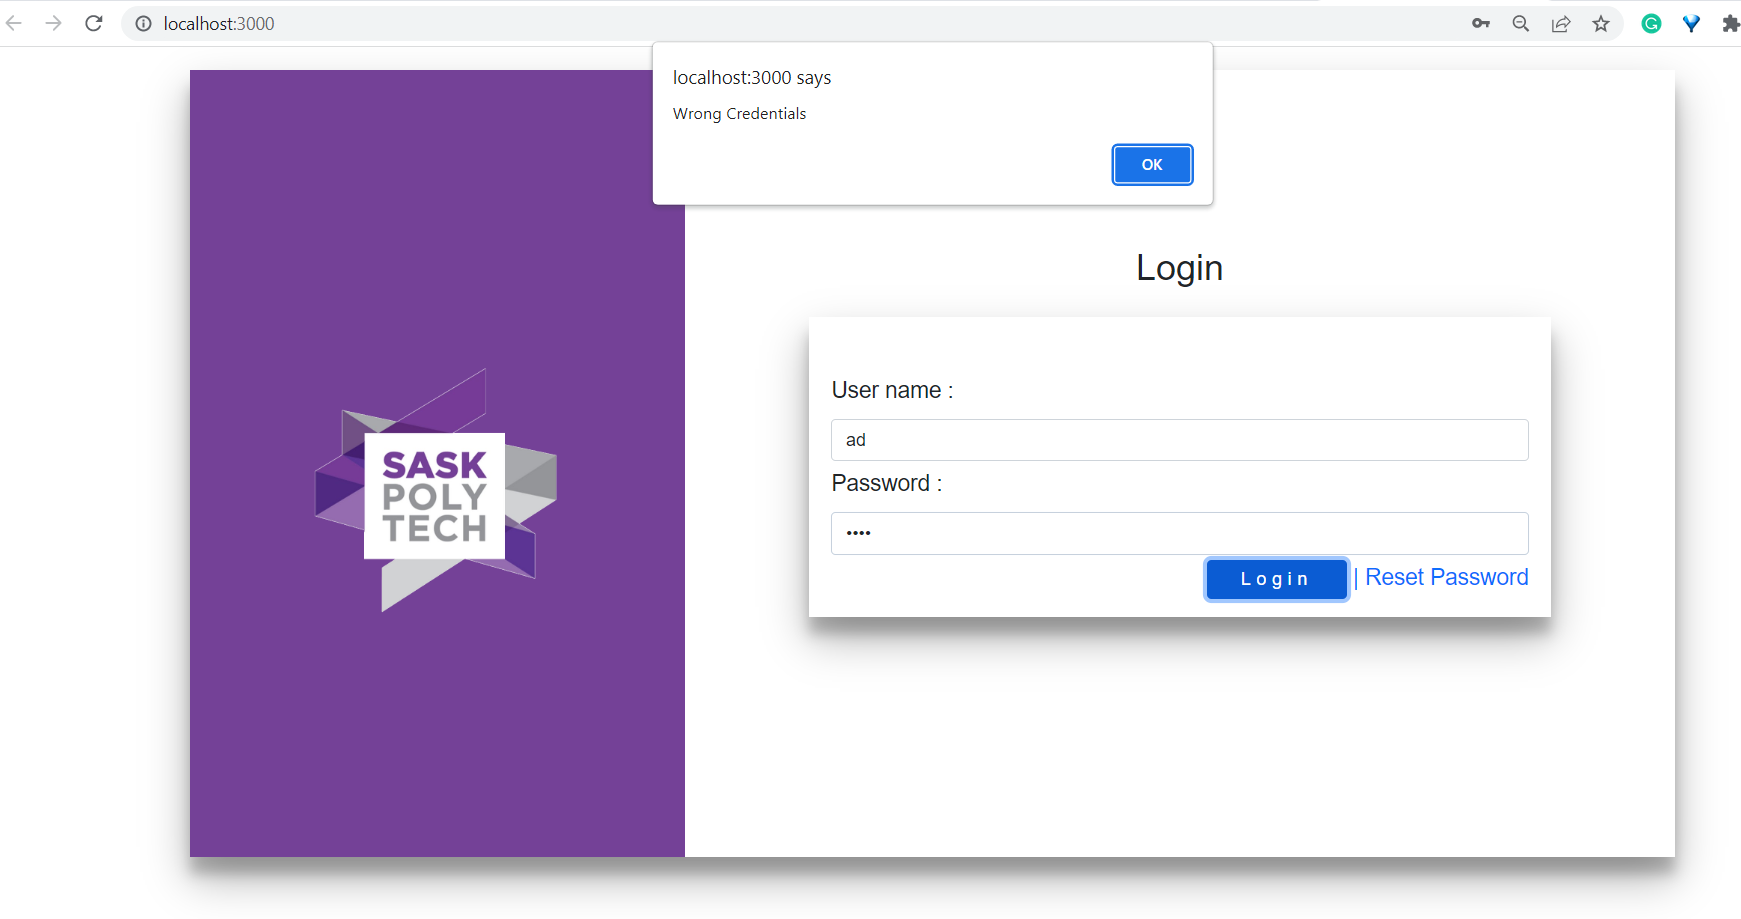 localhost:3000
localhost:3000 says
Wrong Credentials
OK
SASK
POLY
TECH
Login
User name :
ad
Password :
••••
Login | Reset Password